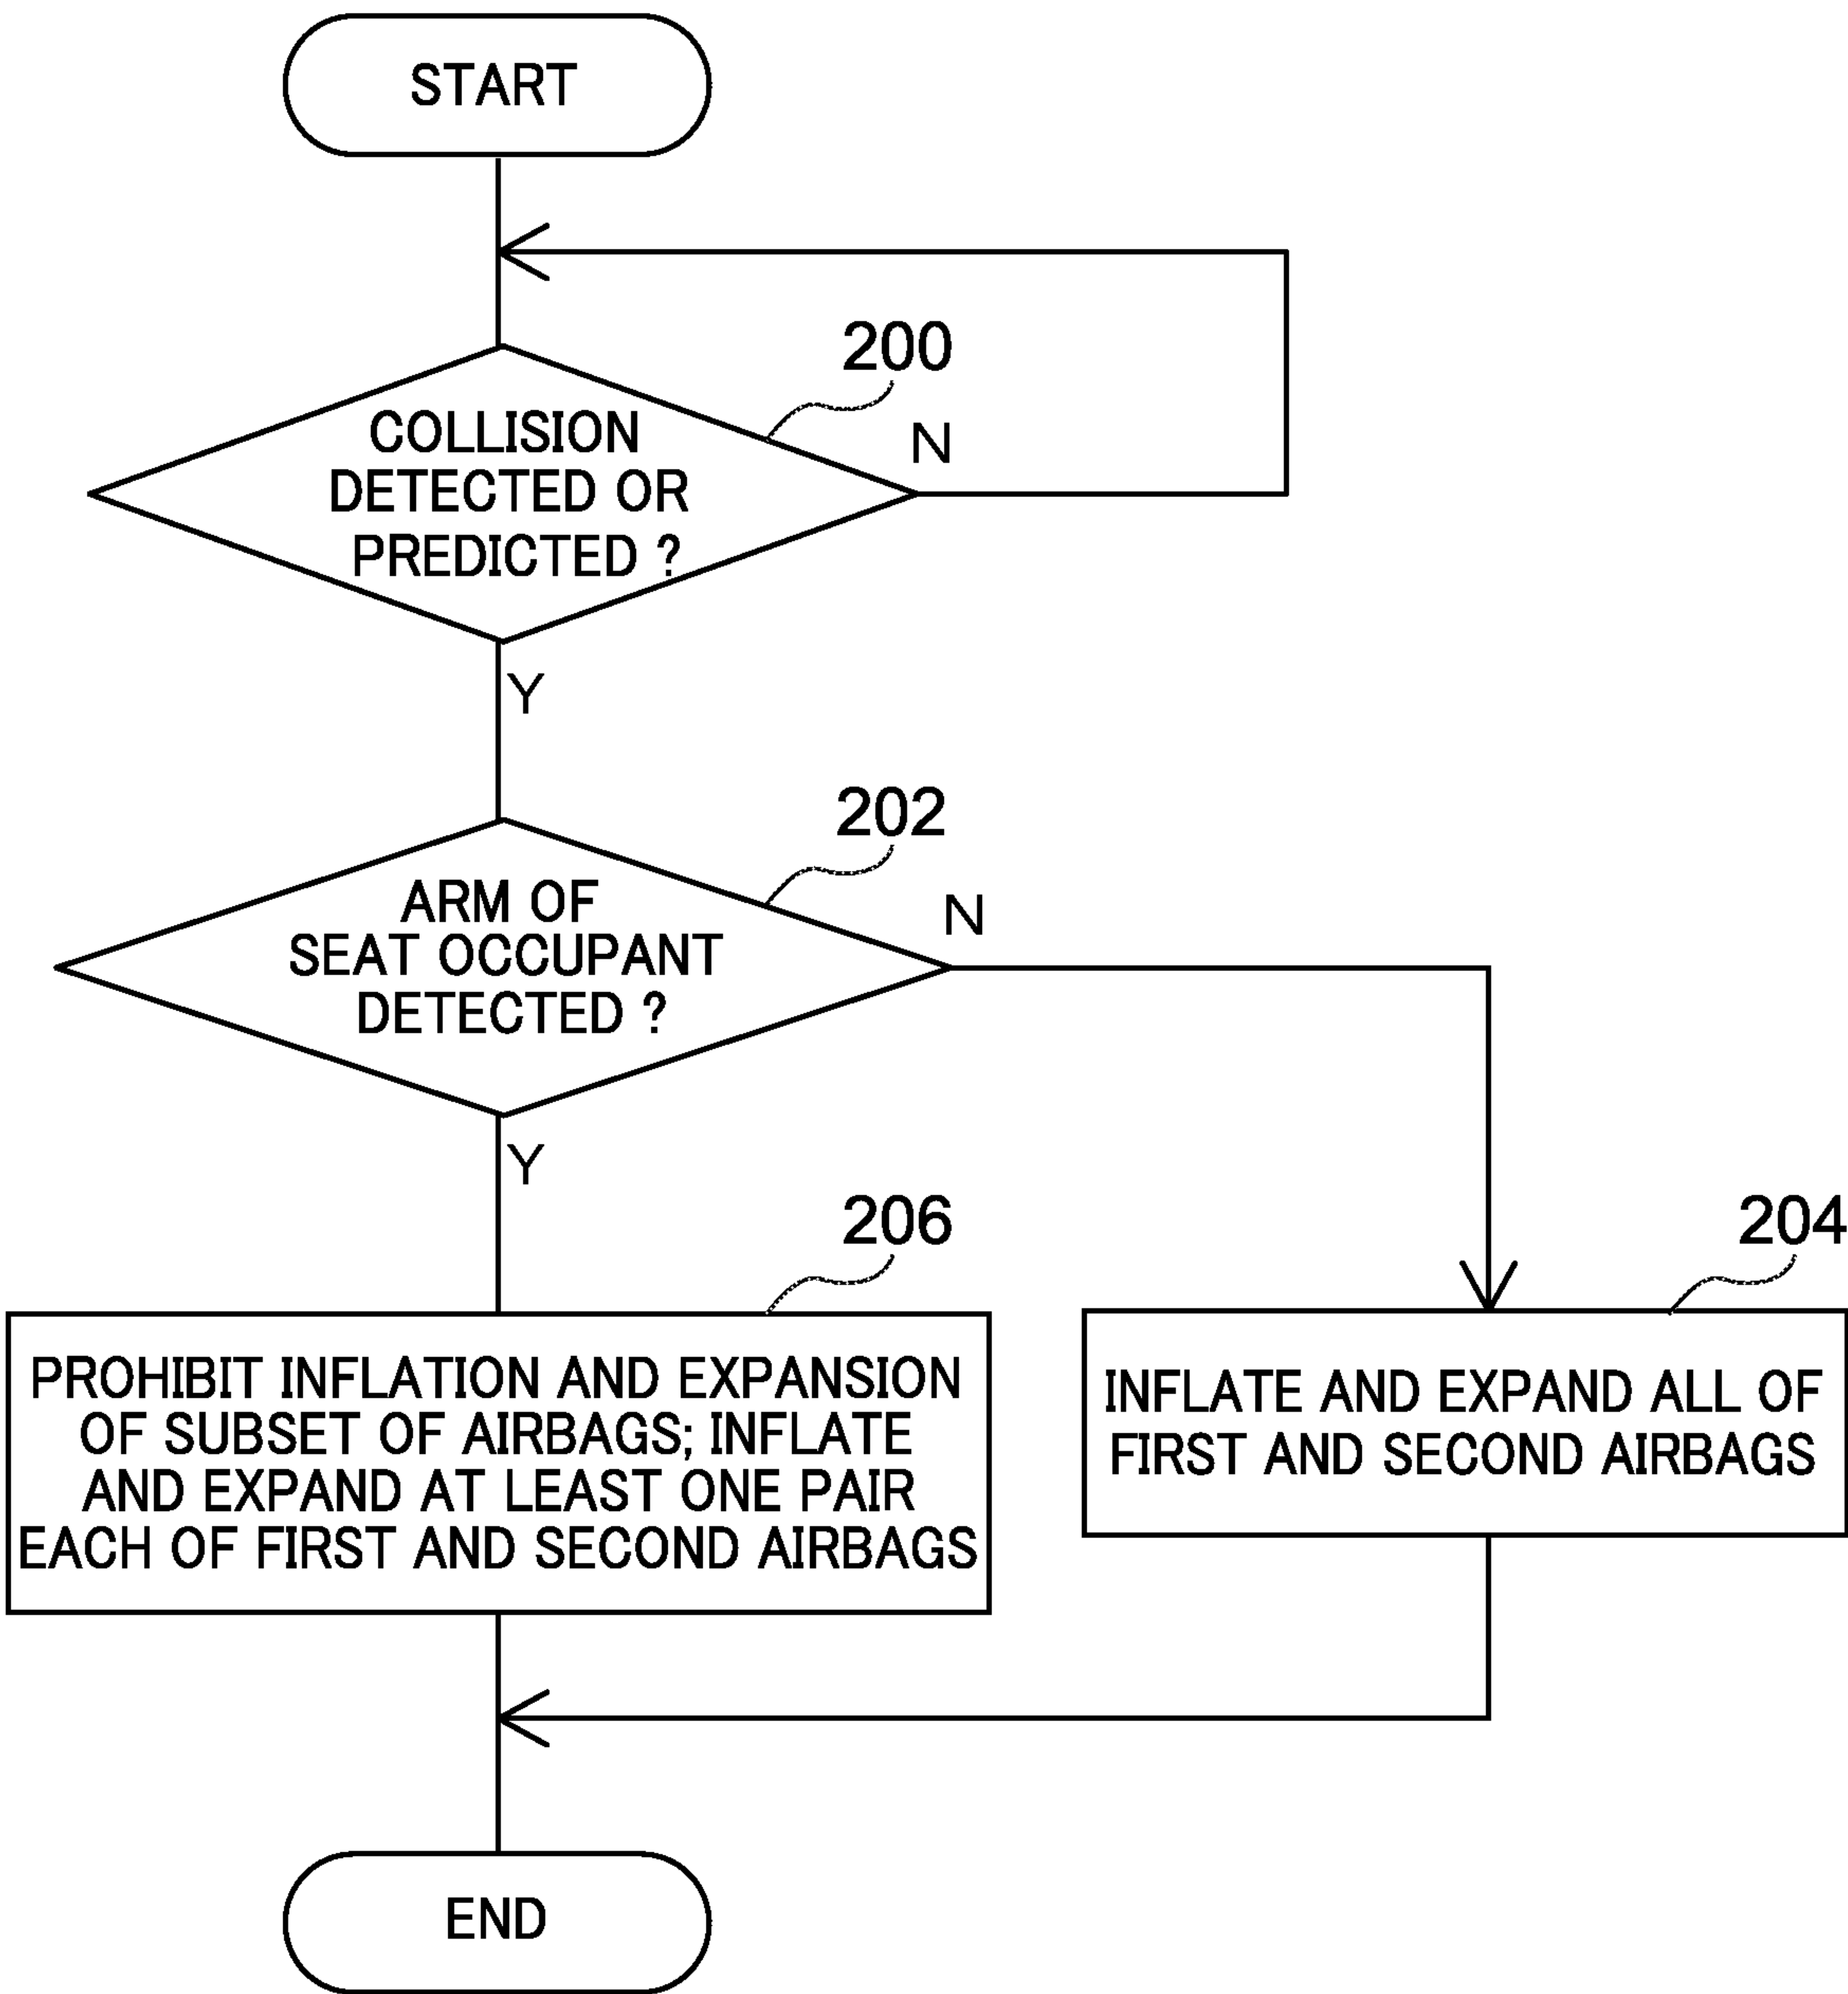 START
200
COLLISION
DETECTED OR
PREDICTED ?
N
Y
202
ARM OF
SEAT OCCUPANT
DETECTED ?
N
Y
206
PROHIBIT INFLATION AND EXPANSION
OF SUBSET OF AIRBAGS; INFLATE
AND EXPAND AT LEAST ONE PAIR
EACH OF FIRST AND SECOND AIRBAGS
204
INFLATE AND EXPAND ALL OF
FIRST AND SECOND AIRBAGS
END